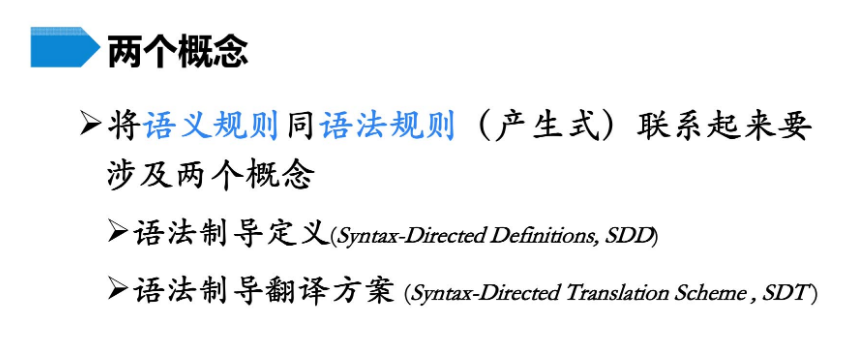 两个概念
➢将语义规则同语法规则（产生式）联系起来要
涉及两个概念
➢语法制导定义(Syntax-Directed Definitions, SDD)
➢语法制导翻译方案 (Syntax-Directed Translation Scheme , SDT)